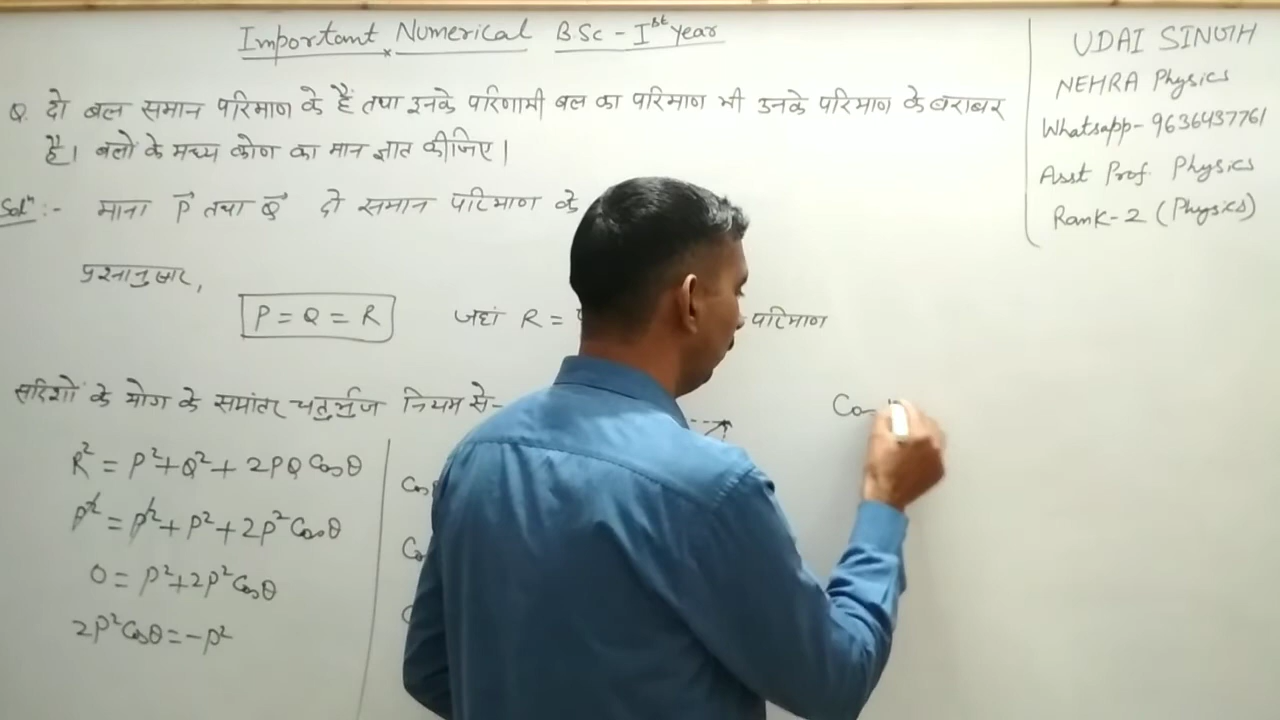 Important Numerical BSc - Ist Year
Q. दो बल समान परिमाण के हैं तथा इनके परिणामी बल का परिमाण भी उनके परिमाण के बराबर
है। बलों के मध्य कोण का मान ज्ञात कीजिए।
Solⁿ:- माना P⃗ तथा Q⃗ दो समान परिमाण के
प्रश्नानुसार,
P = Q = R जहां R = परिमाण
सदिशों के योग के समांतर चतुर्भुज नियम से-
R² = P² + Q² + 2PQ Cosθ
P² = P² + P² + 2P² Cosθ
0 = P² + 2P² Cosθ
2P² Cosθ = -P²
UDAI SINGH
NEHRA Physics
Whatsapp- 9636437761
Asst Prof. Physics
Rank-2 (Physics)